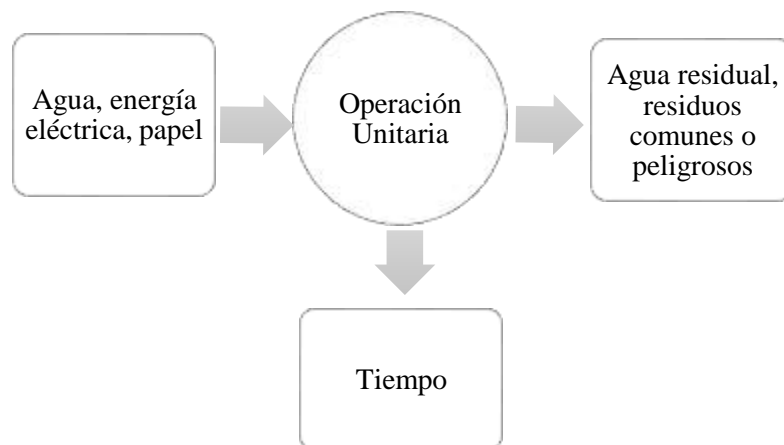 Agua, energía
eléctrica, papel
Operación
Unitaria
Agua residual,
residuos
comunes o
peligrosos
Tiempo